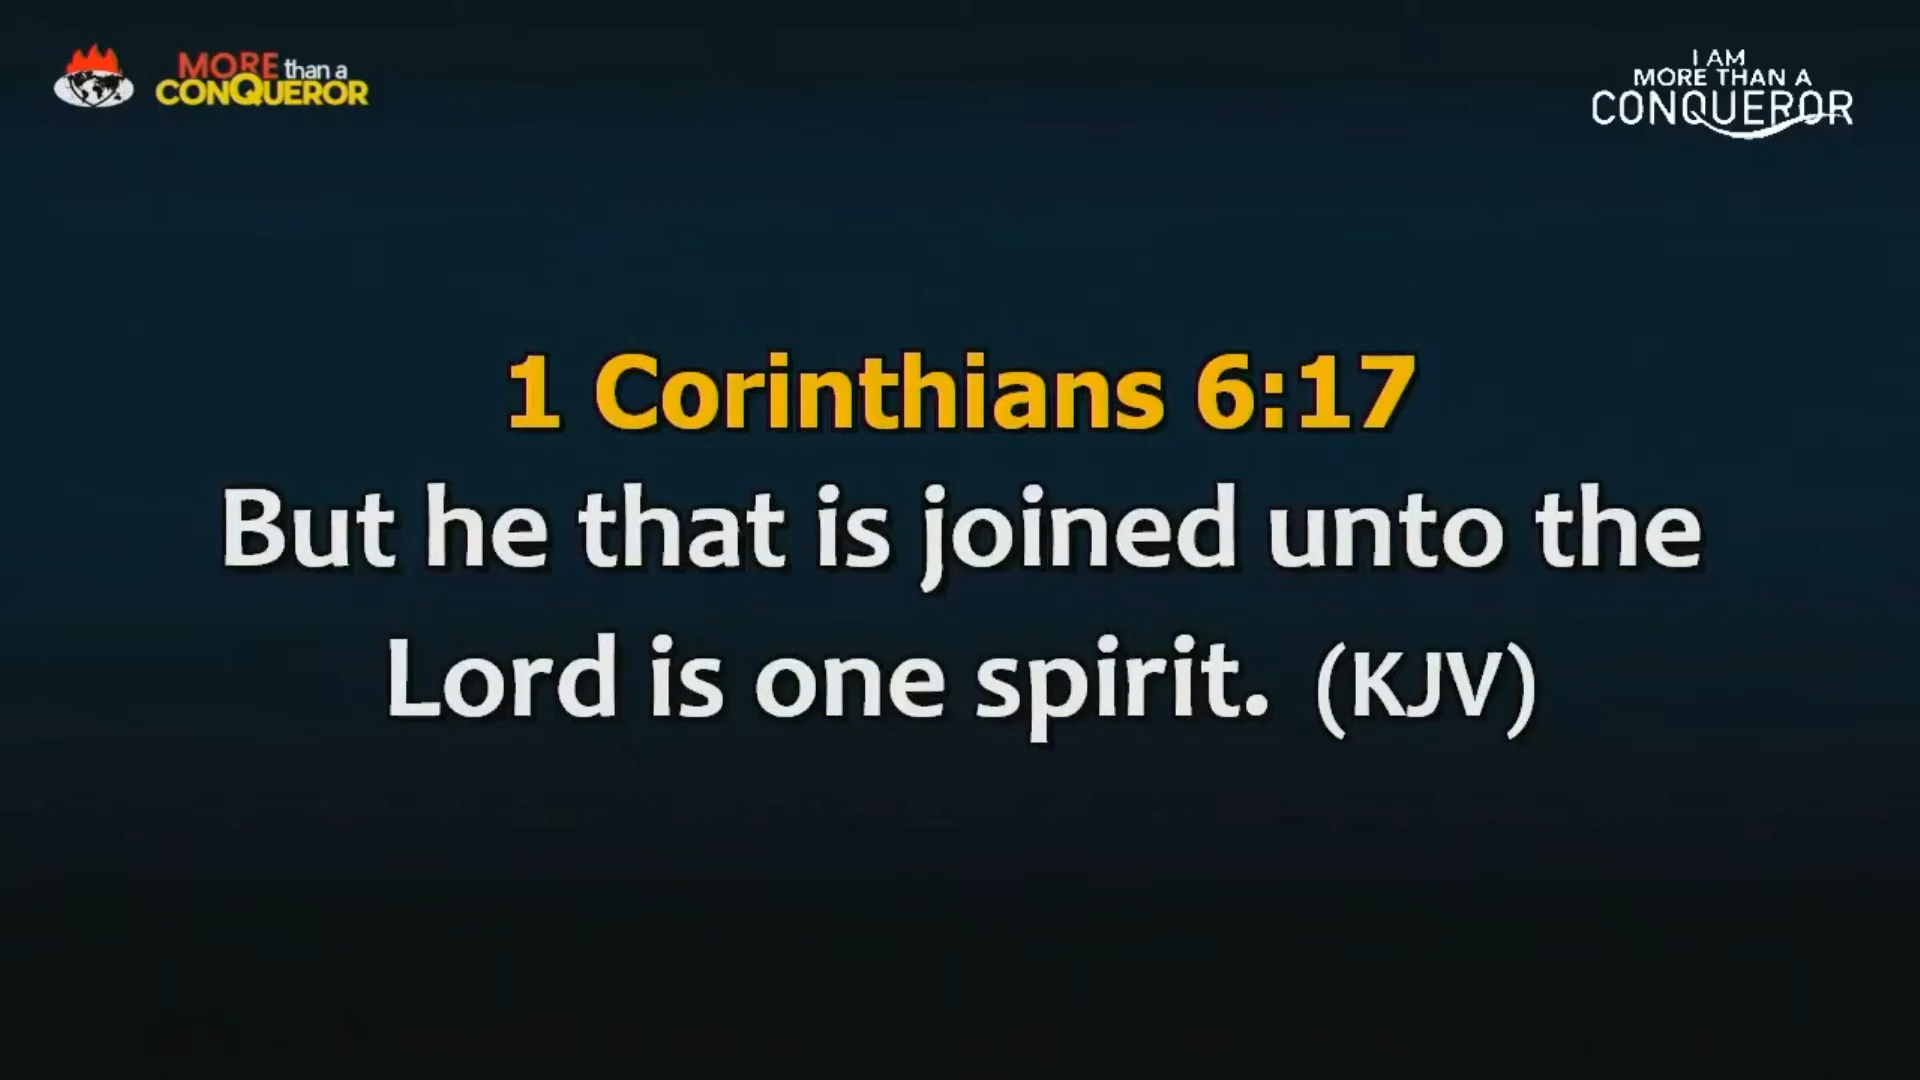 MORE than a
CONQUEROR
I AM
MORE THAN A
CONQUEROR
1 Corinthians 6:17
But he that is joined unto the
Lord is one spirit. (KJV)